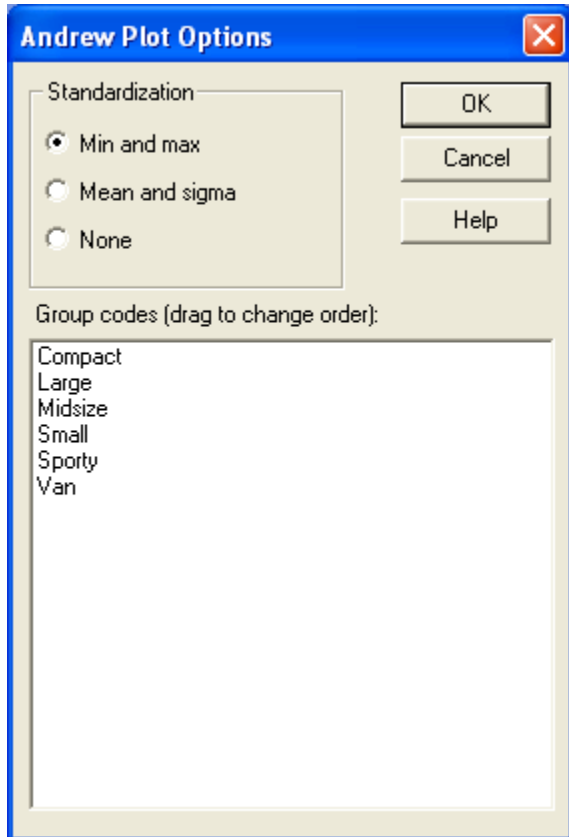 Andrew Plot Options
Standardization
Min and max
Mean and sigma
None
OK
Cancel
Help
Group codes (drag to change order):
Compact
Large
Midsize
Small
Sporty
Van